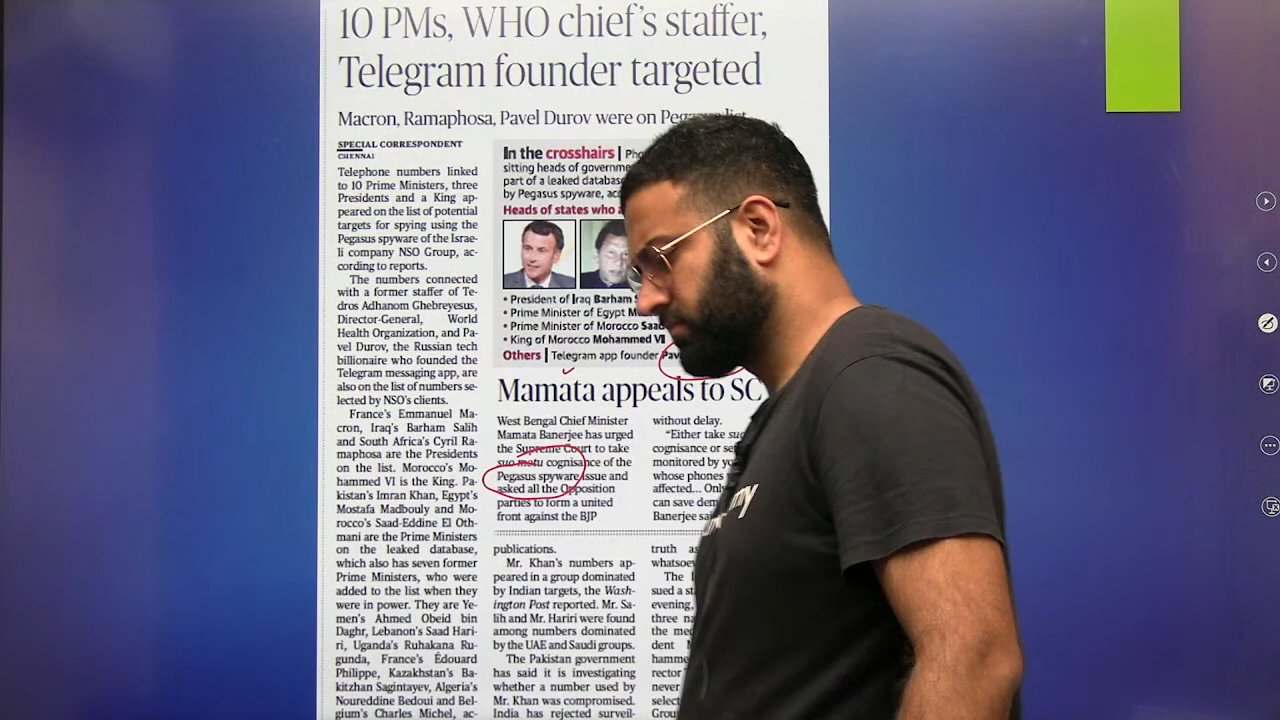 10 PMs, WHO chief's staffer,
Telegram founder targeted
Macron, Ramaphosa, Pavel Durov were on Pegasus list
SPECIAL CORRESPONDENT
CHENNAI
Telephone numbers linked
to 10 Prime Ministers, three
Presidents and a King ap-
peared on the list of potential
targets for spying using the
Pegasus spyware of the Israe-
li company NSO Group, ac-
cording to reports.
The numbers connected
with a former staffer of Te-
dros Adhanom Ghebreyesus,
Director-General, World
Health Organization, and Pa-
vel Durov, the Russian tech
billionaire who founded the
Telegram messaging app, are
also on the list of numbers se-
lected by NSO's clients.
France's Emmanuel Ma-
cron, Iraq's Barham Salih
and South Africa's Cyril Ra-
maphosa are the Presidents
on the list. Morocco's Mo-
hammed VI is the King. Pa-
kistan's Imran Khan, Egypt's
Mostafa Madbouly and Mo-
rocco's Saad-Eddine El Oth-
mani are the Prime Ministers
on the leaked database,
which also has seven former
Prime Ministers, who were
added to the list when they
were in power. They are Ye-
men's Ahmed Obeid bin
Daghr, Lebanon's Saad Hari-
ri, Uganda's Ruhakana Ru-
gunda, France's Édouard
Philippe, Kazakhstan's Ba-
kitzhan Sagintayev, Algeria's
Noureddine Bedoui and Bel-
gium's Charles Michel, ac-
In the crosshairs |
sitting heads of governme
part of a leaked database
by Pegasus spyware, acc
Heads of states who a
• President of Iraq Barham S
• Prime Minister of Egypt M
• Prime Minister of Morocco Saad
• King of Morocco Mohammed VI
Others | Telegram app founder Pav
Mamata appeals to SC
West Bengal Chief Minister
Mamata Banerjee has urged
the Supreme Court to take
suo motu cognisance of the
Pegasus spyware issue and
asked all the Opposition
parties to form a united
front against the BJP
without delay.
"Either take suo
cognisance or se
monitored by yo
whose phones
affected... Only
can save dem
Banerjee sai
publications.
Mr. Khan's numbers ap-
peared in a group dominated
by Indian targets, the Wash-
ington Post reported. Mr. Sa-
lih and Mr. Hariri were found
among numbers dominated
by the UAE and Saudi groups.
The Pakistan government
has said it is investigating
whether a number used by
Mr. Khan was compromised.
India has rejected surveil-
truth as
whatsoev
The
sued a st
evening,
three na
the me
dent
hamme
rector
never
select
Grou
my